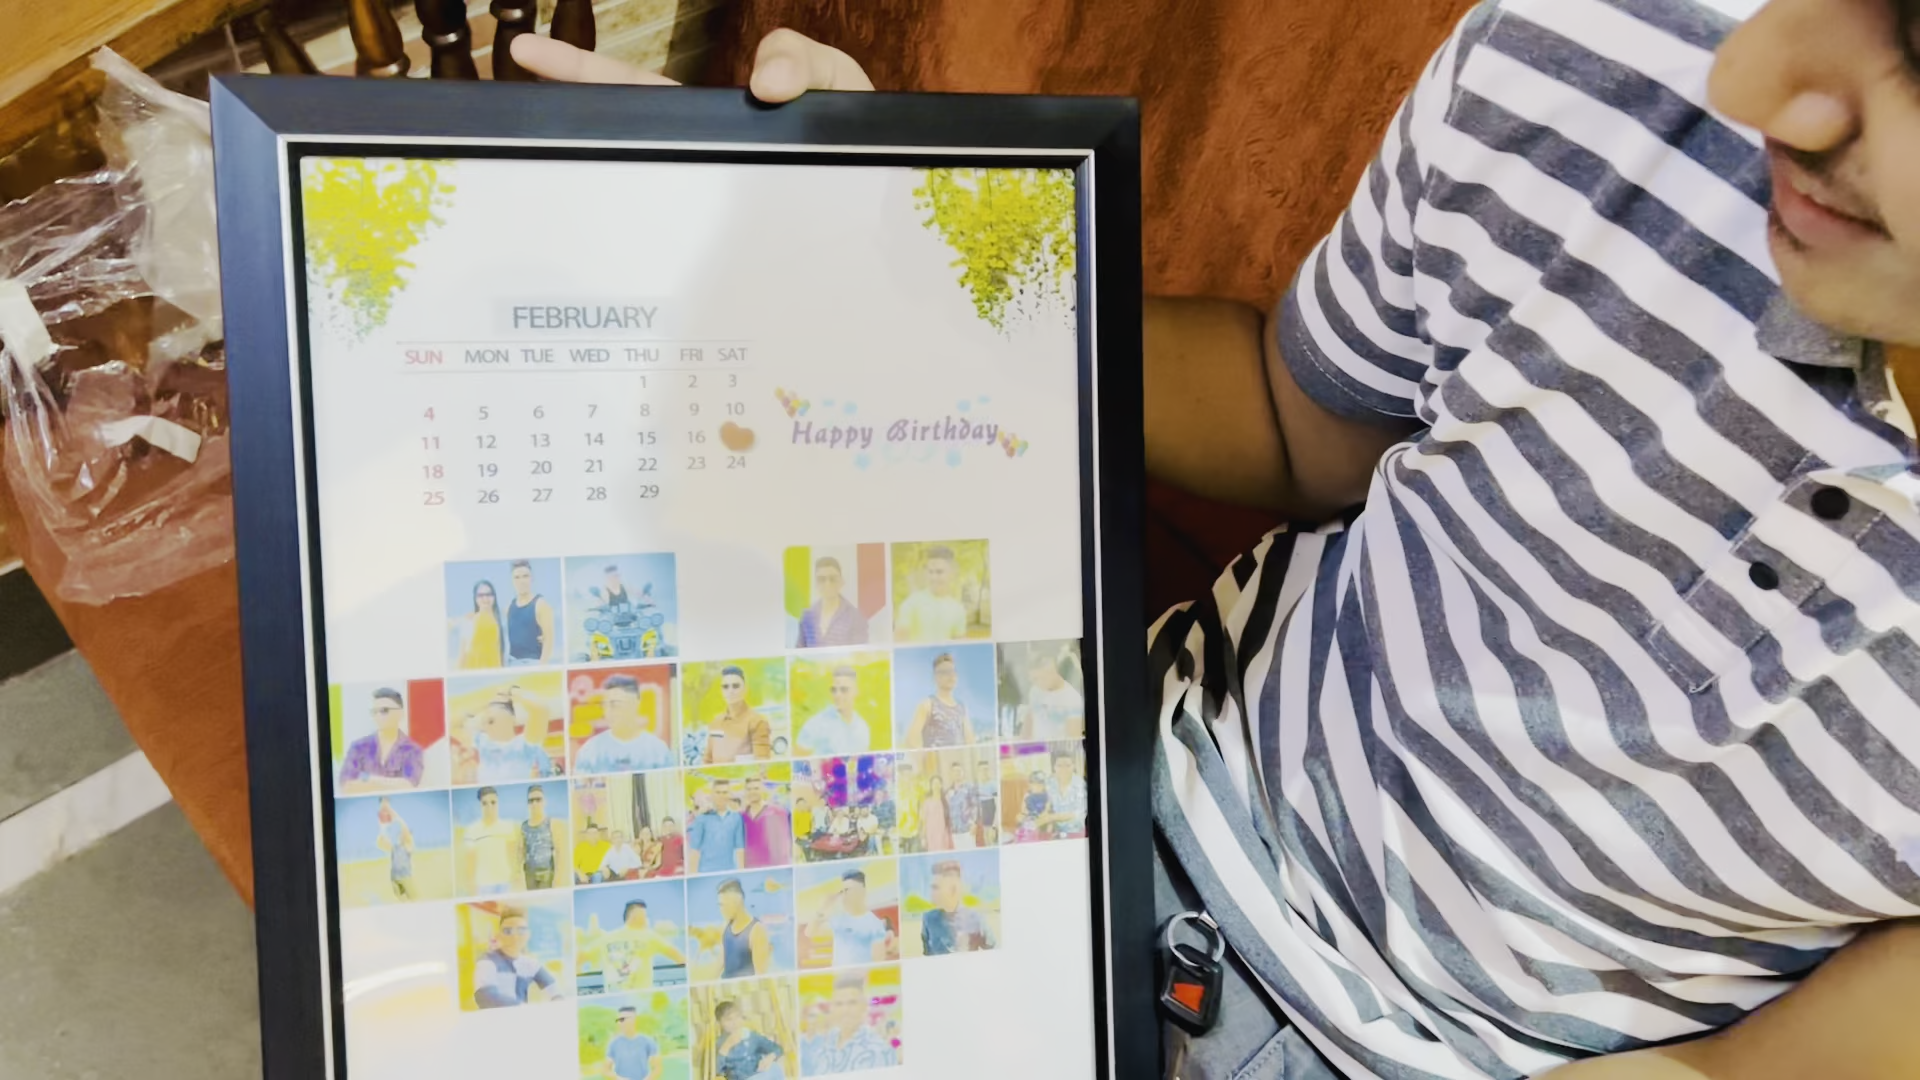 FEBRUARY
SUN MON TUE WED THU FRI SAT
1 2 3
4 5 6 7 8 9 10
11 12 13 14 15 16
Happy Birthday
18 19 20 21 22 23 24
25 26 27 28 29